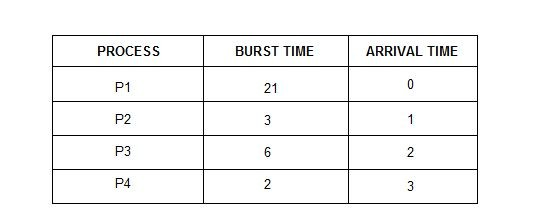 PROCESS BURST TIME ARRIVAL TIME
P1 21 0
P2 3 1
P3 6 2
P4 2 3